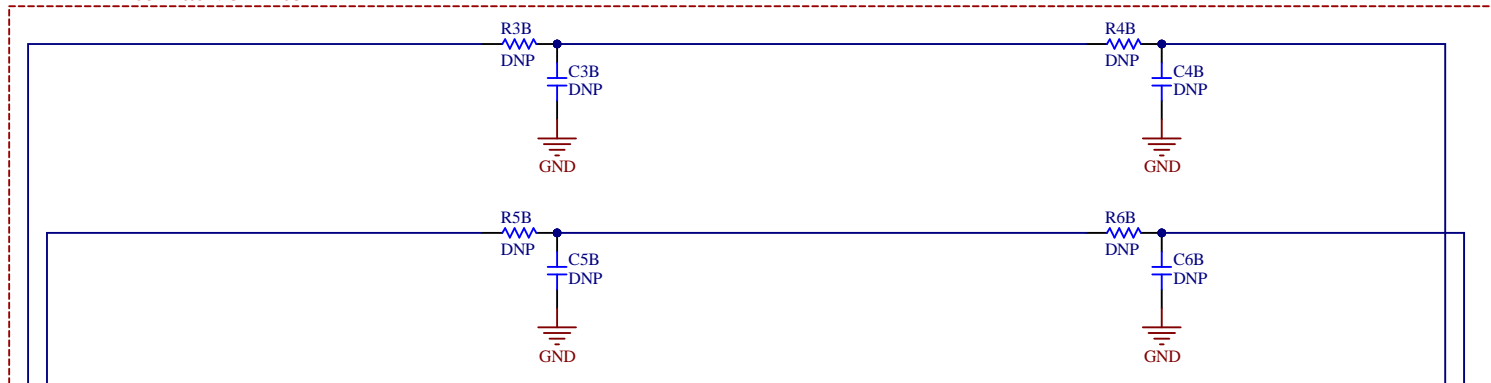 R3B
DNP
C3B
DNP
GND
R4B
DNP
C4B
DNP
GND
R5B
DNP
C5B
DNP
GND
R6B
DNP
C6B
DNP
GND